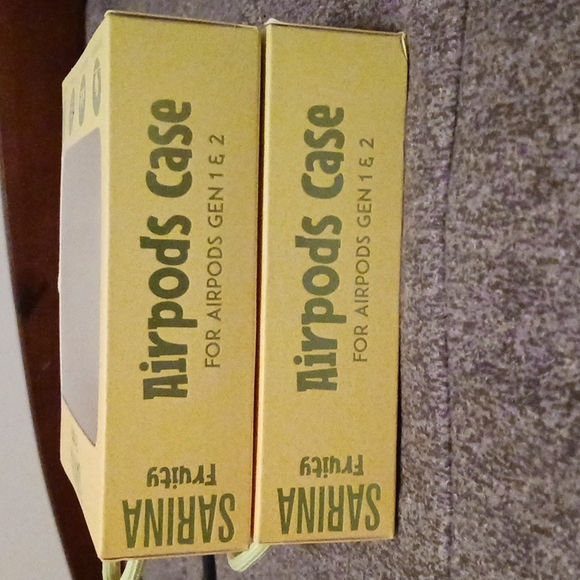 Airpods Case
FOR AIRPODS GEN 1 & 2
SARINA
Fruity
Airpods Case
FOR AIRPODS GEN 1 & 2
SARINA
Fruity